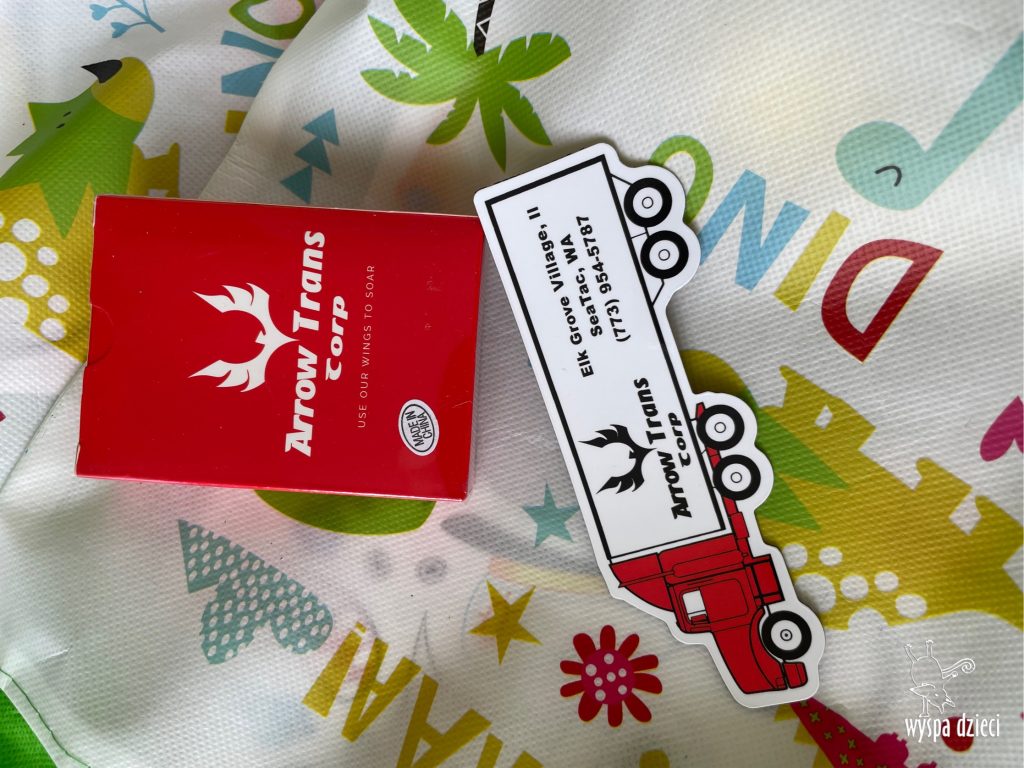 Arrow Trans
Corp
USE OUR WINGS TO SOAR
MADE IN
CHINA
Elk Grove Village, Il
SeaTac, WA
(773) 954-5787
Arrow Trans
Corp
DINO
wyspa dzieci